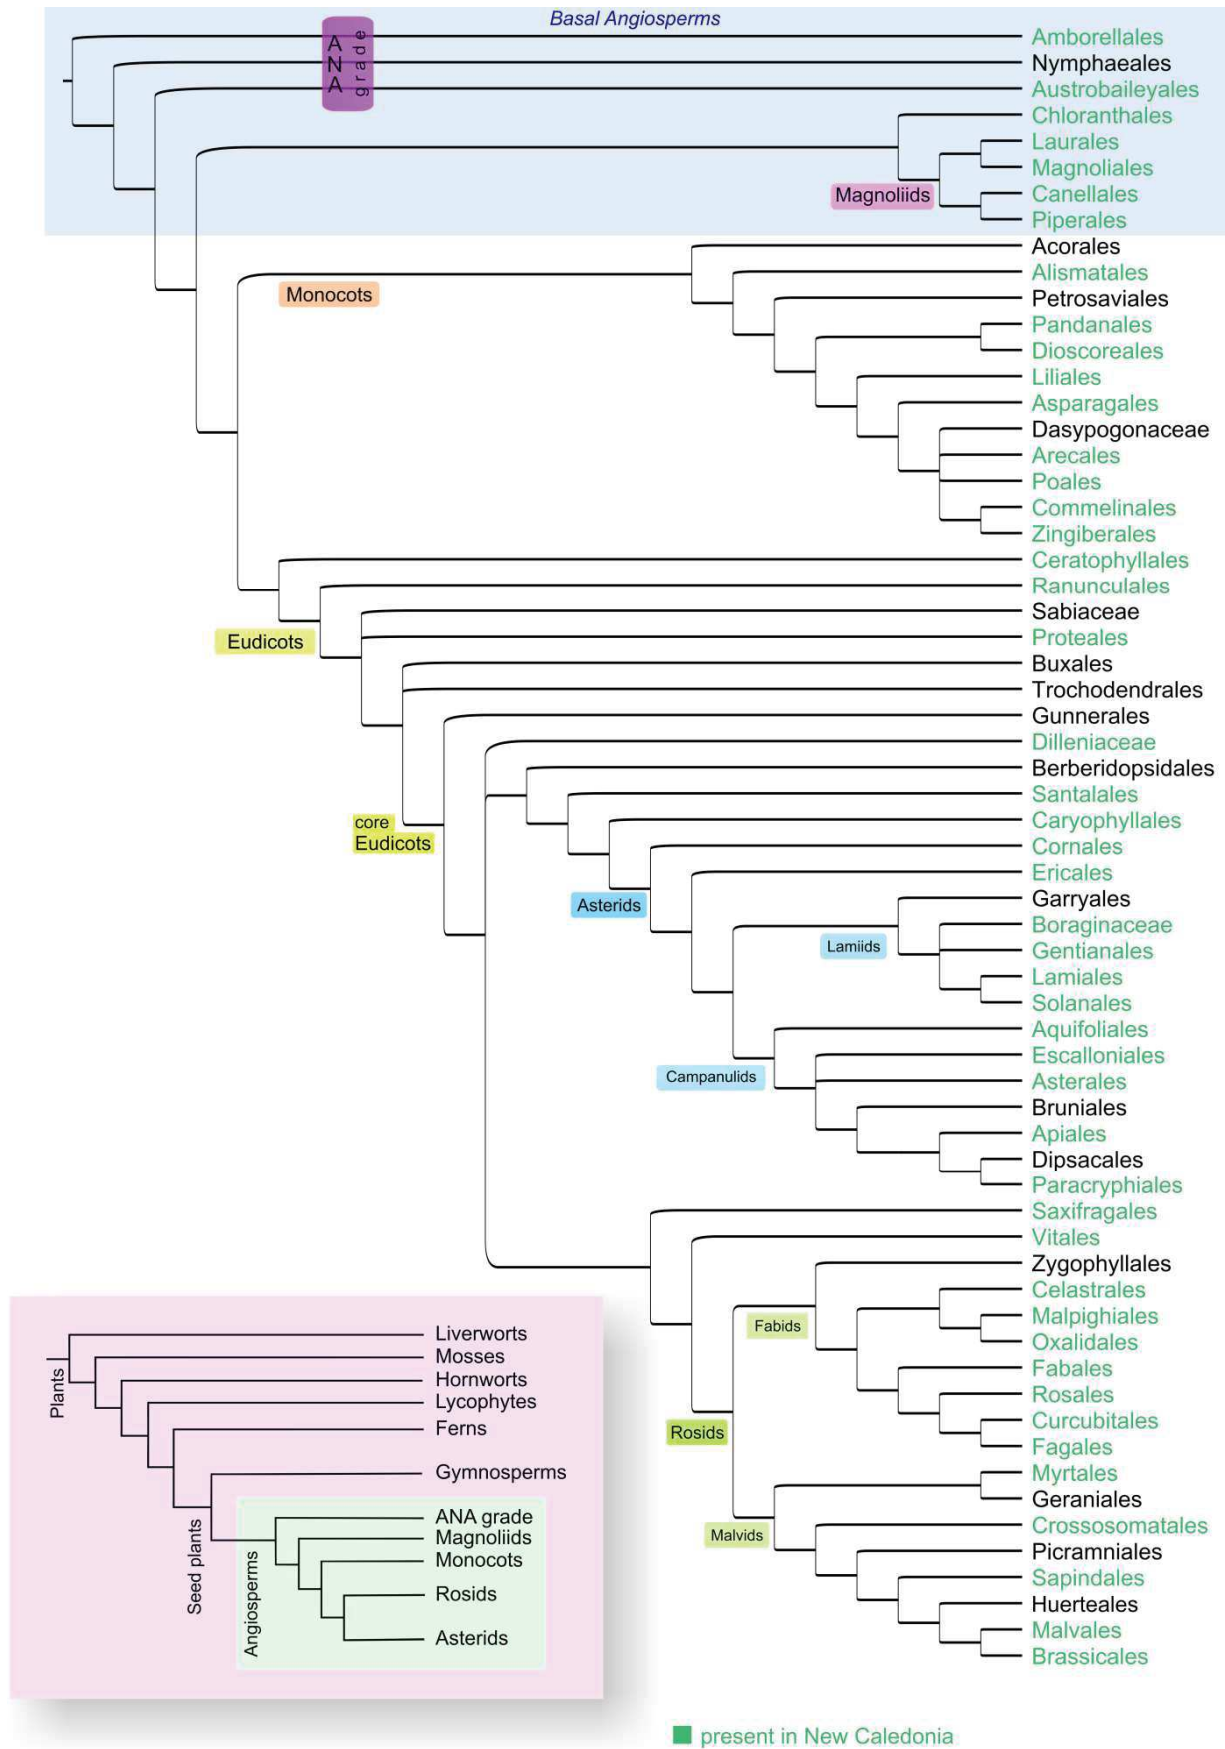 Basal Angiosperms
ANA
grade
Amborellales
Nymphaeales
Austrobaileyales
Chloranthales
Laurales
Magnoliales
Magnoliids
Canellales
Piperales
Acorales
Alismatales
Monocots
Petrosaviales
Pandanales
Dioscoreales
Liliales
Asparagales
Dasypogonaceae
Arecales
Poales
Commelinales
Zingiberales
Ceratophyllales
Ranunculales
Sabiaceae
Eudicots
Proteales
Buxales
Trochodendrales
Gunnerales
Dilleniaceae
Berberidopsidales
Santalales
core
Eudicots
Caryophyllales
Cornales
Ericales
Asterids
Garryales
Boraginaceae
Lamiids
Gentianales
Lamiales
Solanales
Aquifoliales
Escalloniales
Campanulids
Asterales
Bruniales
Apiales
Dipsacales
Paracryphiales
Saxifragales
Vitales
Zygophyllales
Celastrales
Malpighiales
Fabids
Oxalidales
Fabales
Rosales
Curcubitales
Rosids
Fagales
Myrtales
Geraniales
Crossosomatales
Malvids
Picramniales
Sapindales
Huerteales
Malvales
Brassicales
Liverworts
Mosses
Plants
Hornworts
Lycophytes
Ferns
Gymnosperms
Seed plants
ANA grade
Magnoliids
Monocots
Angiosperms
Rosids
Asterids
present in New Caledonia